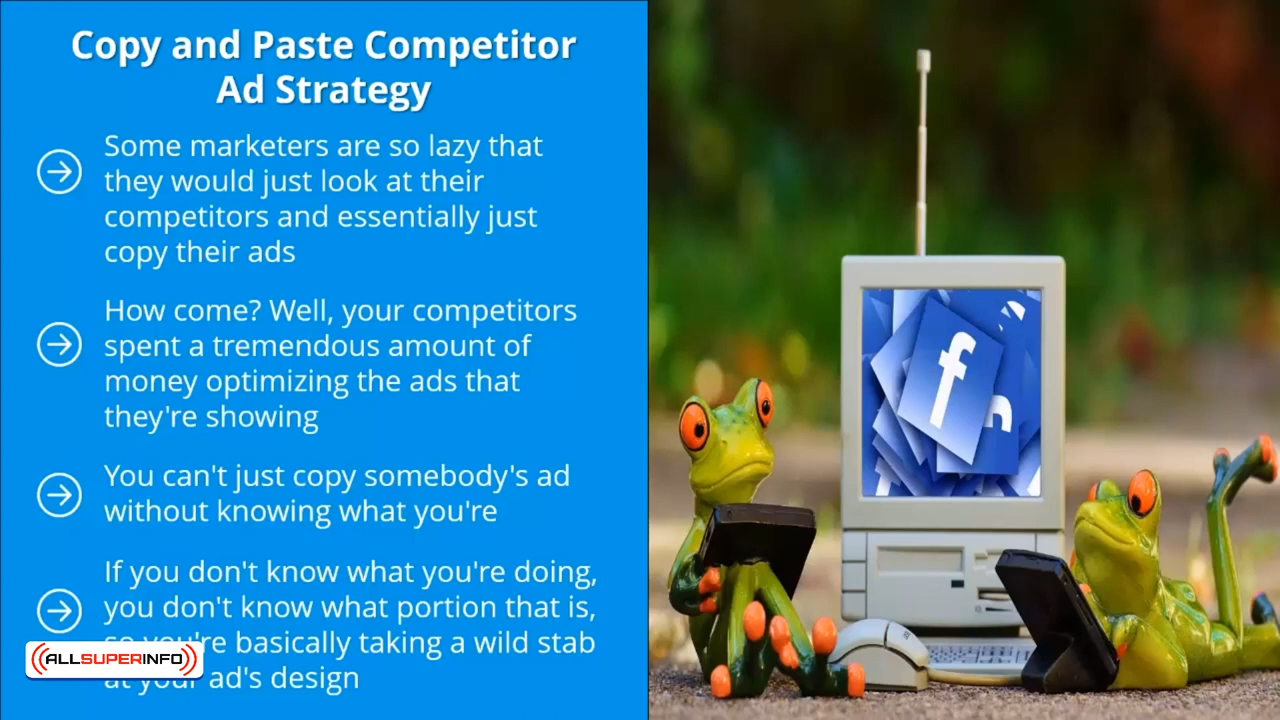 Copy and Paste Competitor
Ad Strategy
Some marketers are so lazy that
they would just look at their
competitors and essentially just
copy their ads
How come? Well, your competitors
spent a tremendous amount of
money optimizing the ads that
they're showing
You can't just copy somebody's ad
without knowing what you're
If you don't know what you're doing,
you don't know what portion that is,
so you're basically taking a wild stab
at your ad's design
ALLSUPERINFO
f